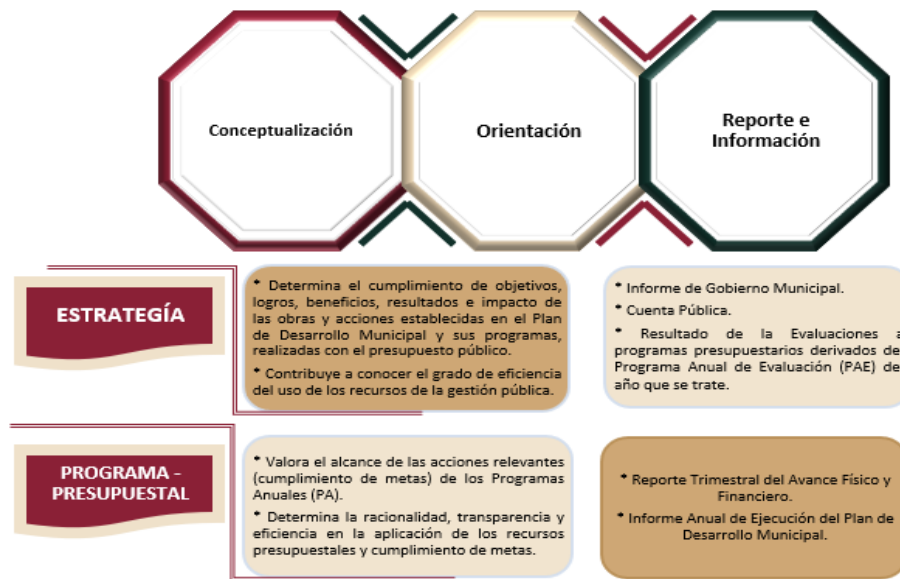 Conceptualización
Orientación
Reporte e
Información
ESTRATEGÍA
* Determina el cumplimiento de objetivos,
logros, beneficios, resultados e impacto de
las obras y acciones establecidas en el Plan
de Desarrollo Municipal y sus programas,
realizadas con el presupuesto público.
* Contribuye a conocer el grado de eficiencia
del uso de los recursos de la gestión pública.
* Informe de Gobierno Municipal.
* Cuenta Pública.
* Resultado de la Evaluaciones a
programas presupuestarios derivados de
Programa Anual de Evaluación (PAE) de
año que se trate.
PROGRAMA -
PRESUPUESTAL
* Valora el alcance de las acciones relevantes
(cumplimiento de metas) de los Programas
Anuales (PA).
* Determina la racionalidad, transparencia y
eficiencia en la aplicación de los recursos
presupuestales y cumplimiento de metas.
* Reporte Trimestral del Avance Físico y
Financiero.
* Informe Anual de Ejecución del Plan de
Desarrollo Municipal.